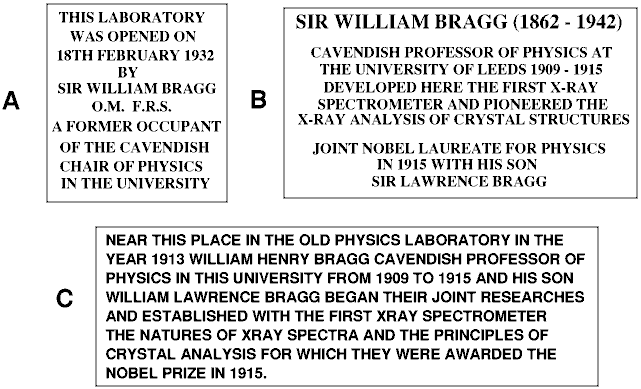 A
THIS LABORATORY
WAS OPENED ON
18TH FEBRUARY 1932
BY
SIR WILLIAM BRAGG
O.M. F.R.S.
A FORMER OCCUPANT
OF THE CAVENDISH
CHAIR OF PHYSICS
IN THE UNIVERSITY
B
SIR WILLIAM BRAGG (1862 - 1942)
CAVENDISH PROFESSOR OF PHYSICS AT
THE UNIVERSITY OF LEEDS 1909 - 1915
DEVELOPED HERE THE FIRST X-RAY
SPECTROMETER AND PIONEERED THE
X-RAY ANALYSIS OF CRYSTAL STRUCTURES
JOINT NOBEL LAUREATE FOR PHYSICS
IN 1915 WITH HIS SON
SIR LAWRENCE BRAGG
C
NEAR THIS PLACE IN THE OLD PHYSICS LABORATORY IN THE
YEAR 1913 WILLIAM HENRY BRAGG CAVENDISH PROFESSOR OF
PHYSICS IN THIS UNIVERSITY FROM 1909 TO 1915 AND HIS SON
WILLIAM LAWRENCE BRAGG BEGAN THEIR JOINT RESEARCHES
AND ESTABLISHED WITH THE FIRST XRAY SPECTROMETER
THE NATURES OF XRAY SPECTRA AND THE PRINCIPLES OF
CRYSTAL ANALYSIS FOR WHICH THEY WERE AWARDED THE
NOBEL PRIZE IN 1915.